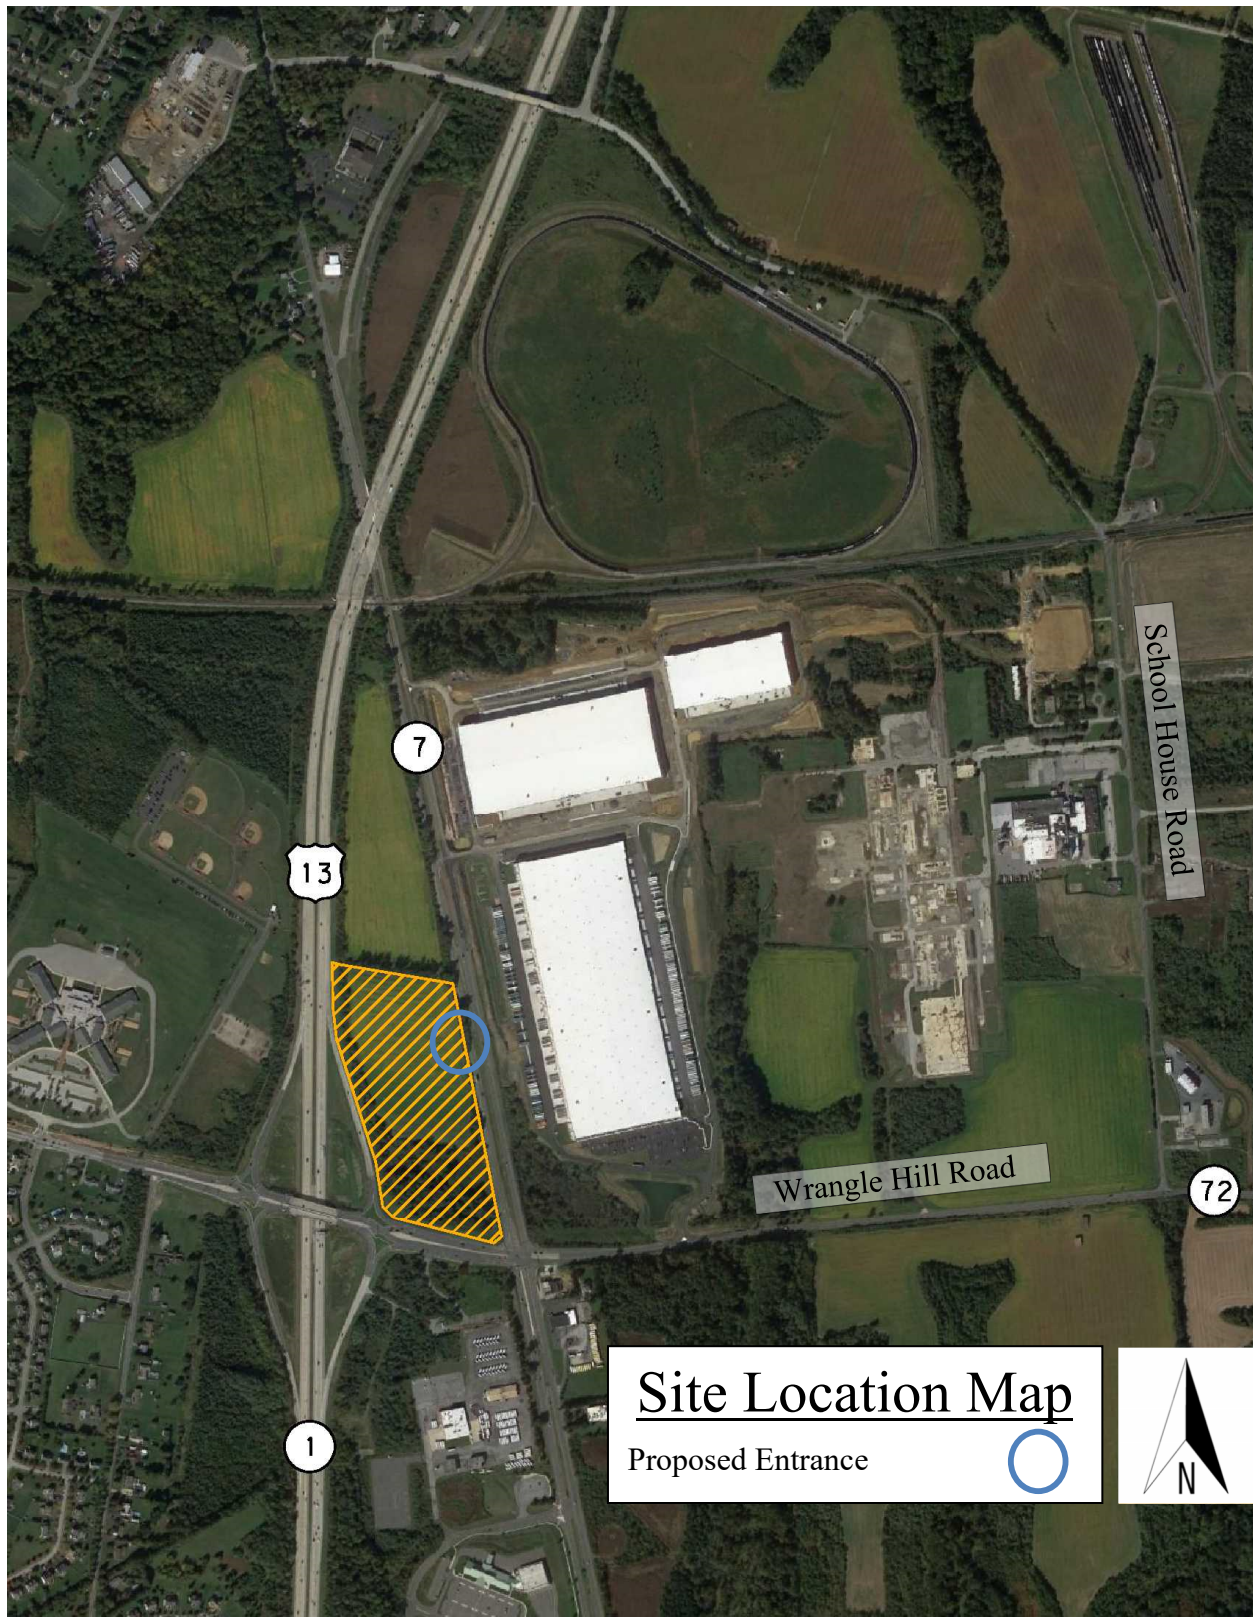 School House Road
7
13
Wrangle Hill Road
72
Site Location Map
Proposed Entrance
1
N